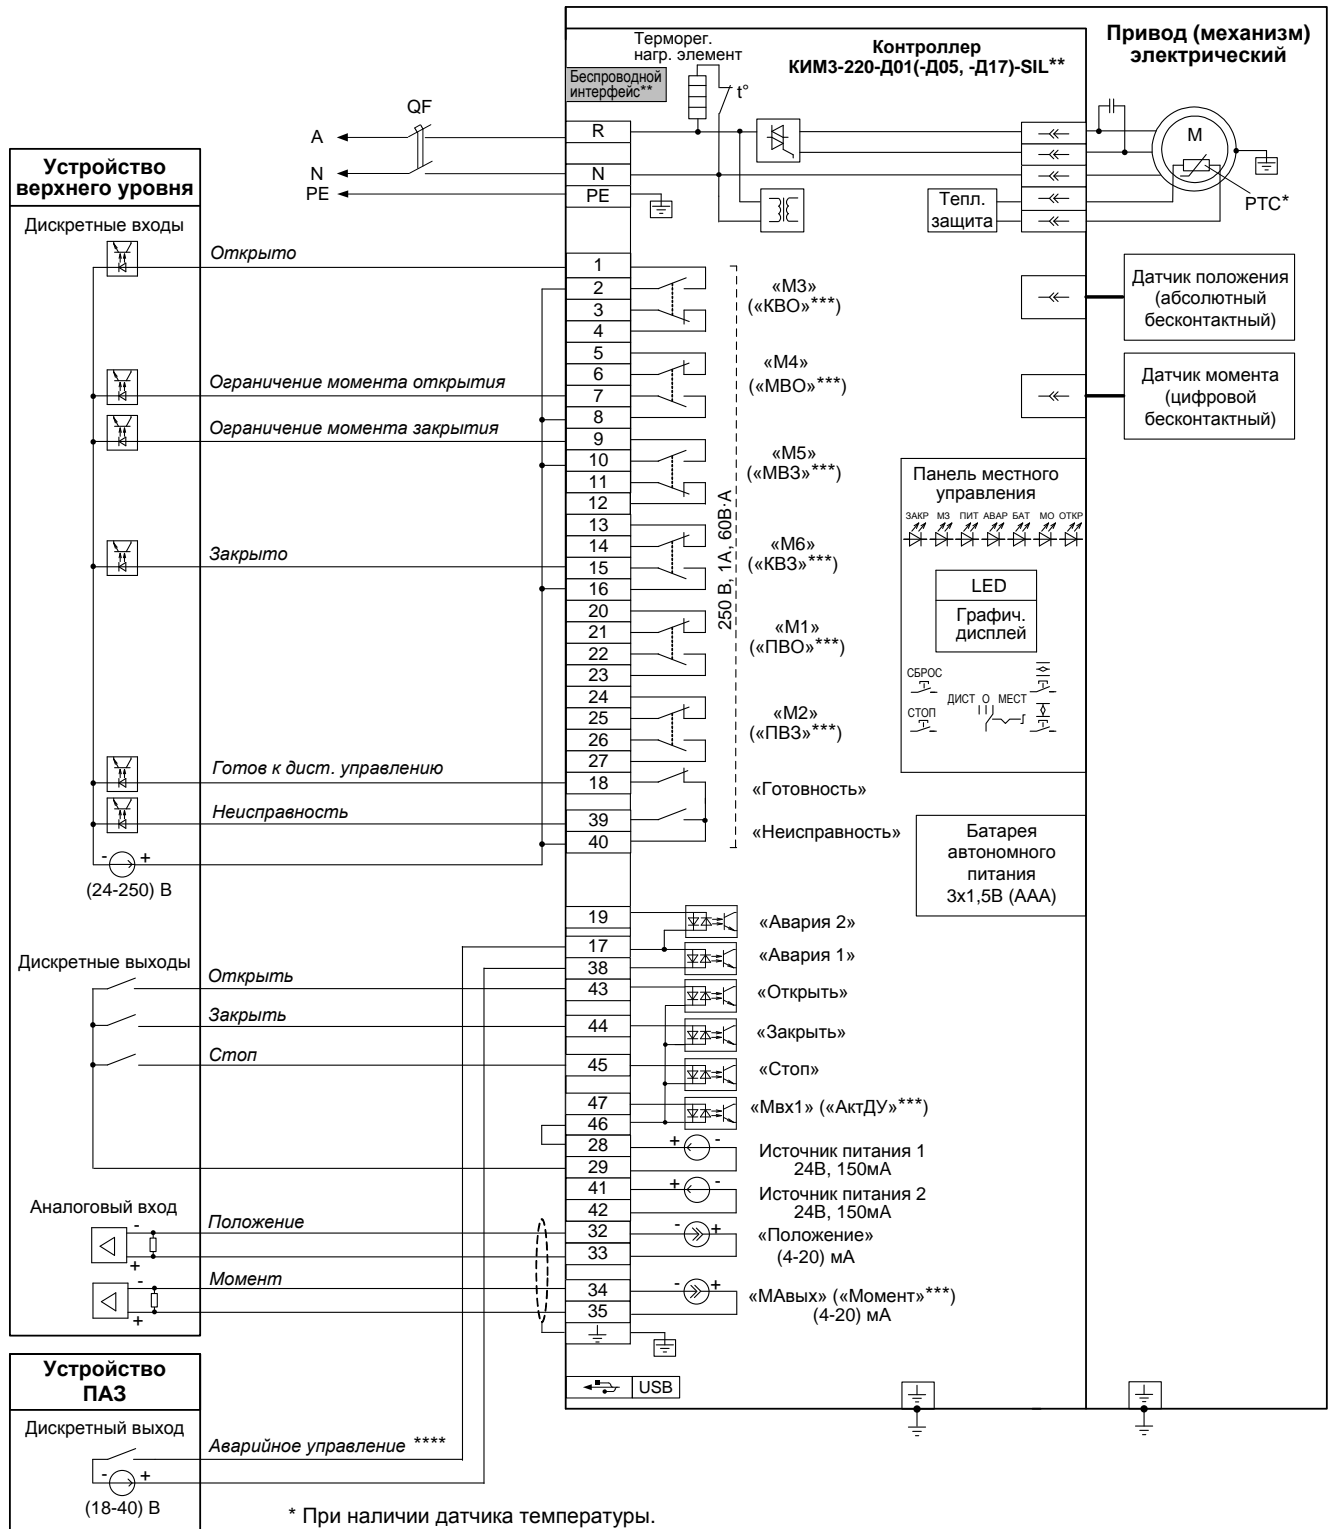 Привод (механизм)
электрический
Терморег.
нагр. элемент
Контроллер
КИМ3-220-Д01(-Д05, -Д17)-SIL**
Беспроводной
интерфейс**
t°
QF
A
R
N
N
PE
PE
M
PTC*
Тепл.
защита
Устройство
верхнего уровня
Дискретные входы
Открыто
1
2
3
4
«М3»
(«КВО»***)
Датчик положения
(абсолютный
бесконтактный)
5
6
7
8
«М4»
(«МВО»***)
Ограничение момента открытия
Датчик момента
(цифровой
бесконтактный)
Ограничение момента закрытия
9
10
11
12
«М5»
(«МВЗ»***)
Панель местного
управления
ЗАКР МЗ ПИТ АВАР БАТ МО ОТКР
250 В, 1А, 60В·А
Закрыто
13
14
15
16
«М6»
(«КВЗ»***)
LED
Графич.
дисплей
20
21
22
23
«М1»
(«ПВО»***)
СБРОС
ДИСТ О МЕСТ
СТОП
24
25
26
27
«М2»
(«ПВЗ»***)
Готов к дист. управлению
18
«Готовность»
Неисправность
39
40
«Неисправность»
Батарея
автономного
питания
3х1,5В (ААА)
- +
(24-250) В
19
«Авария 2»
17
38
«Авария 1»
Дискретные выходы
Открыть
43
«Открыть»
Закрыть
44
«Закрыть»
Стоп
45
«Стоп»
47
46
«Мвх1» («АктДУ»***)
28
29
+ -
Источник питания 1
24В, 150мА
41
42
+ -
Источник питания 2
24В, 150мА
Аналоговый вход
Положение
-
+
32
33
- +
«Положение»
(4-20) мА
Момент
-
+
34
35
- +
«МАвых» («Момент»***)
(4-20) мА
USB
Устройство
ПАЗ
Дискретный выход
Аварийное управление ****
- +
(18-40) В
* При наличии датчика температуры.